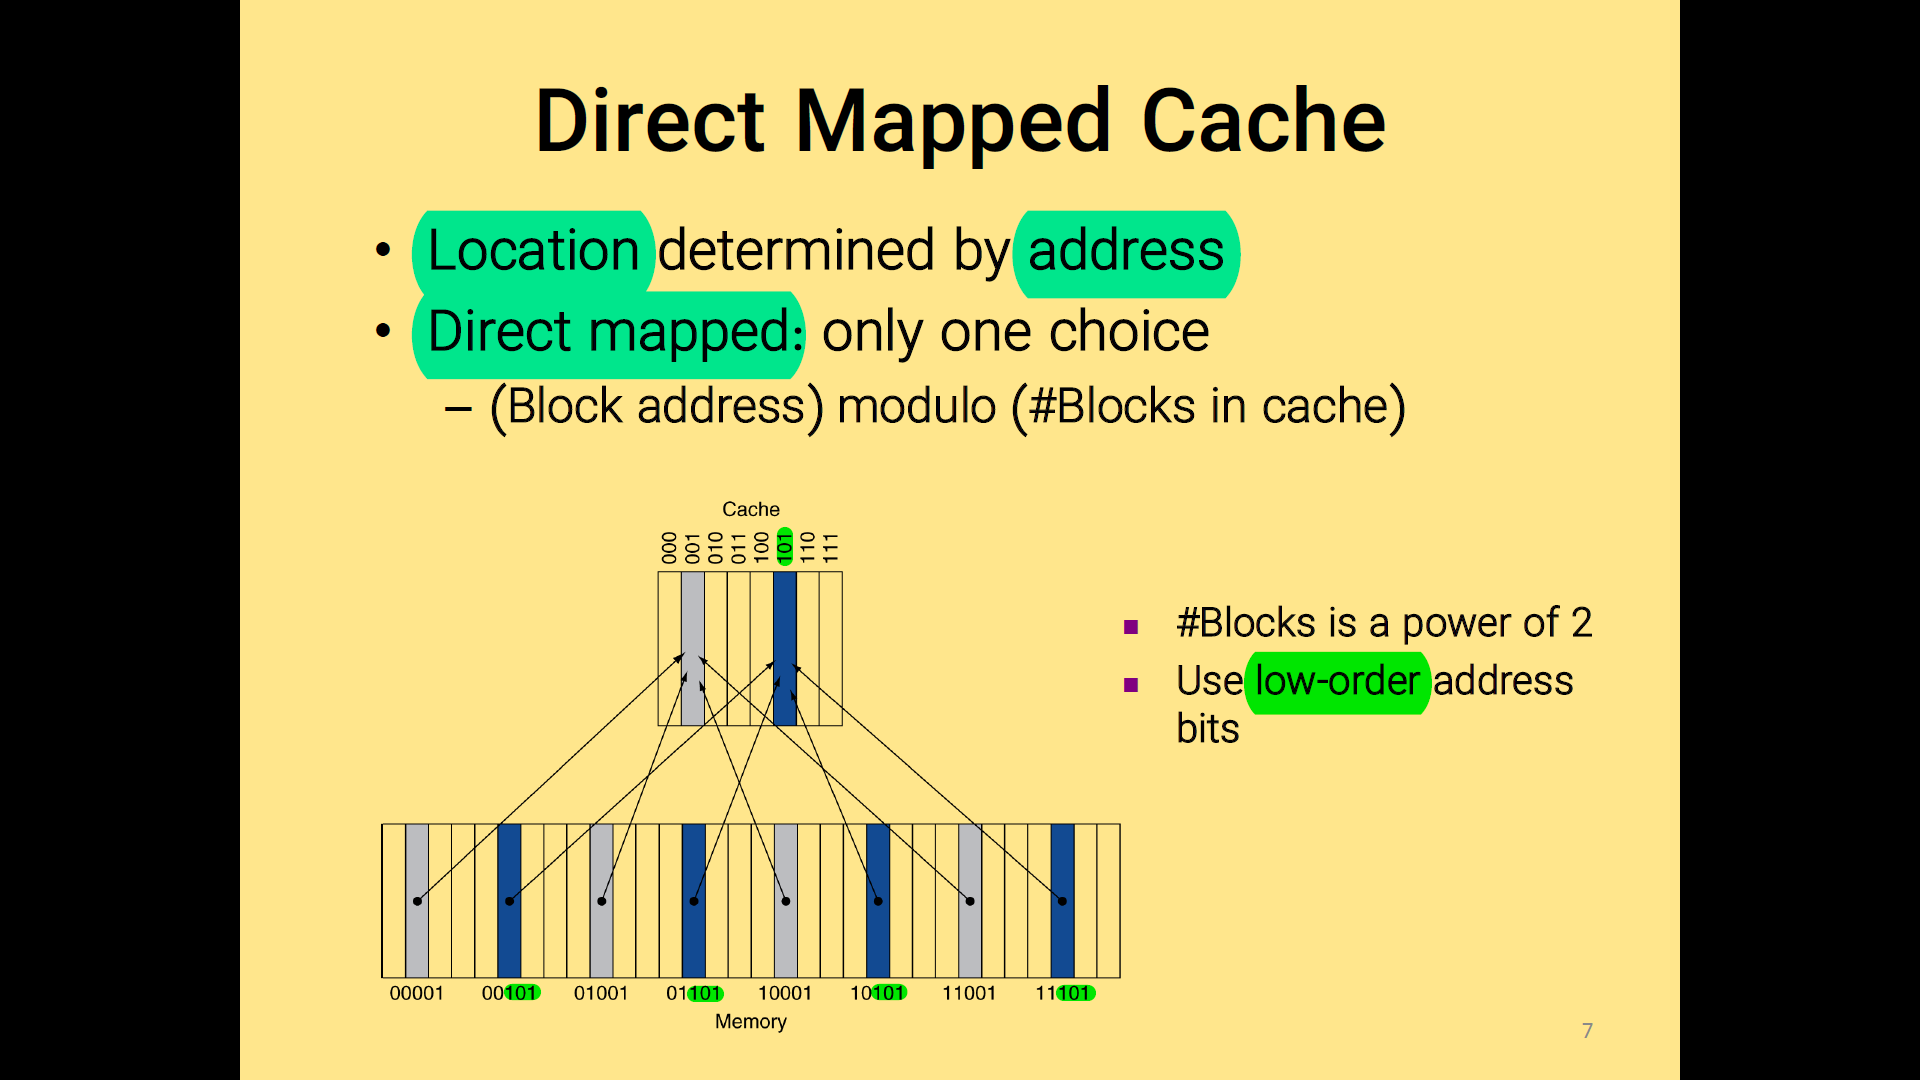 Direct Mapped Cache
• Location determined by address
• Direct mapped: only one choice
– (Block address) modulo (#Blocks in cache)
Cache
000 001 010 011 100 101 110 111
■ #Blocks is a power of 2
■ Use low-order address
bits
00001 00101 01001 01101 10001 10101 11001 11101
Memory
7